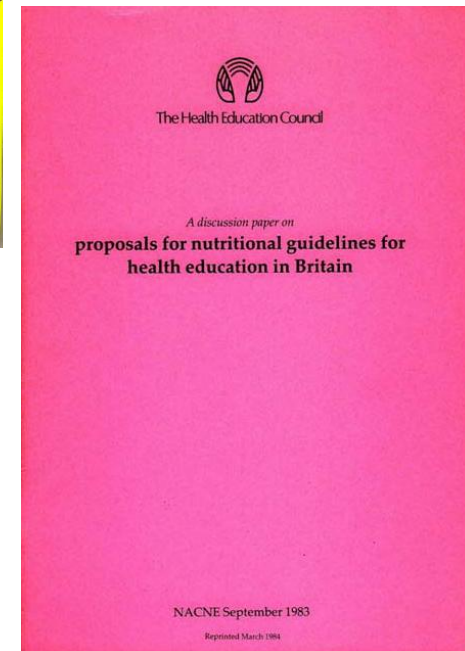 The Health Education Council
A discussion paper on
proposals for nutritional guidelines for
health education in Britain
NACNE September 1983
Reprinted March 1984